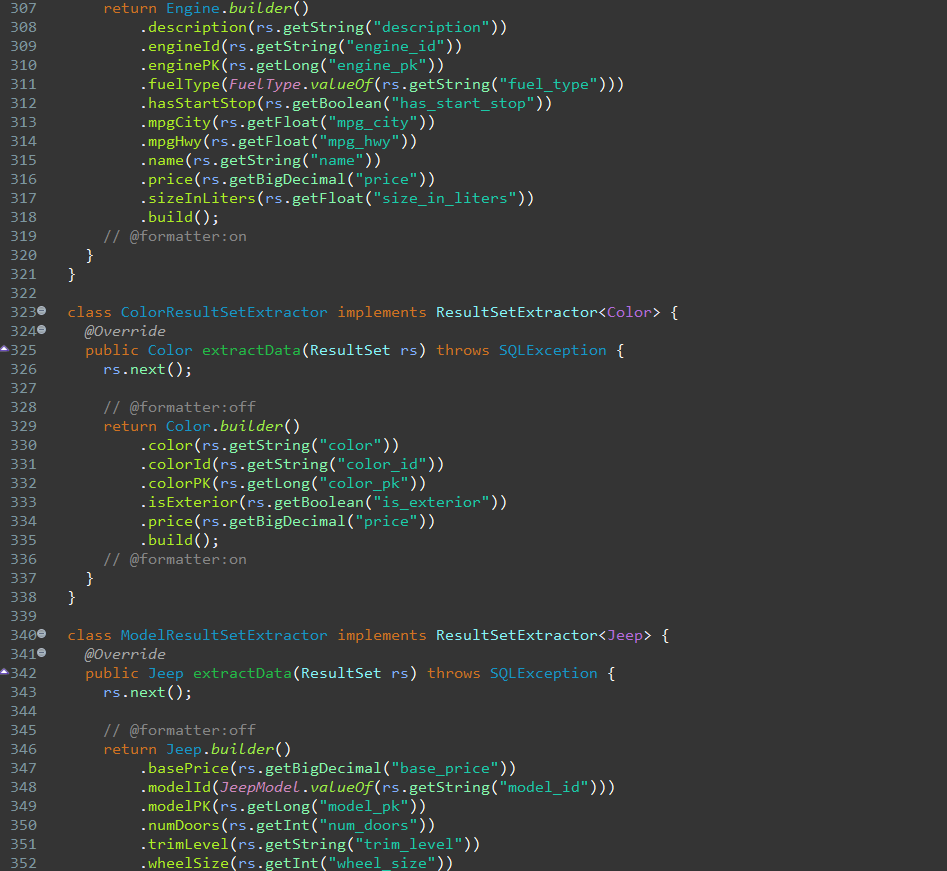 307 return Engine.builder()
308 .description(rs.getString("description"))
309 .engineId(rs.getString("engine_id"))
310 .enginePK(rs.getLong("engine_pk"))
311 .fuelType(FuelType.valueOf(rs.getString("fuel_type")))
312 .hasStartStop(rs.getBoolean("has_start_stop"))
313 .mpgCity(rs.getFloat("mpg_city"))
314 .mpgHwy(rs.getFloat("mpg_hwy"))
315 .name(rs.getString("name"))
316 .price(rs.getBigDecimal("price"))
317 .sizeInLiters(rs.getFloat("size_in_liters"))
318 .build();
319 // @formatter:on
320 }
321 }
322
323 class ColorResultSetExtractor implements ResultSetExtractor<Color> {
324 @Override
325 public Color extractData(ResultSet rs) throws SQLException {
326 rs.next();
327
328 // @formatter:off
329 return Color.builder()
330 .color(rs.getString("color"))
331 .colorId(rs.getString("color_id"))
332 .colorPK(rs.getLong("color_pk"))
333 .isExterior(rs.getBoolean("is_exterior"))
334 .price(rs.getBigDecimal("price"))
335 .build();
336 // @formatter:on
337 }
338 }
339
340 class ModelResultSetExtractor implements ResultSetExtractor<Jeep> {
341 @Override
342 public Jeep extractData(ResultSet rs) throws SQLException {
343 rs.next();
344
345 // @formatter:off
346 return Jeep.builder()
347 .basePrice(rs.getBigDecimal("base_price"))
348 .modelId(JeepModel.valueOf(rs.getString("model_id")))
349 .modelPK(rs.getLong("model_pk"))
350 .numDoors(rs.getInt("num_doors"))
351 .trimLevel(rs.getString("trim_level"))
352 .wheelSize(rs.getInt("wheel_size"))